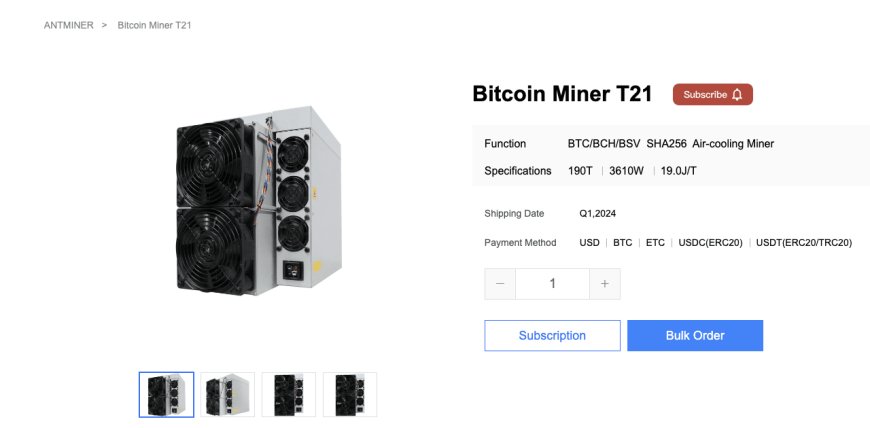 ANTMINER > Bitcoin Miner T21
Bitcoin Miner T21 Subscribe
Function BTC/BCH/BSV SHA256 Air-cooling Miner
Specifications 190T | 3610W | 19.0J/T
Shipping Date Q1,2024
Payment Method USD | BTC | ETC | USDC(ERC20) | USDT(ERC20/TRC20)
− 1 +
Subscription Bulk Order